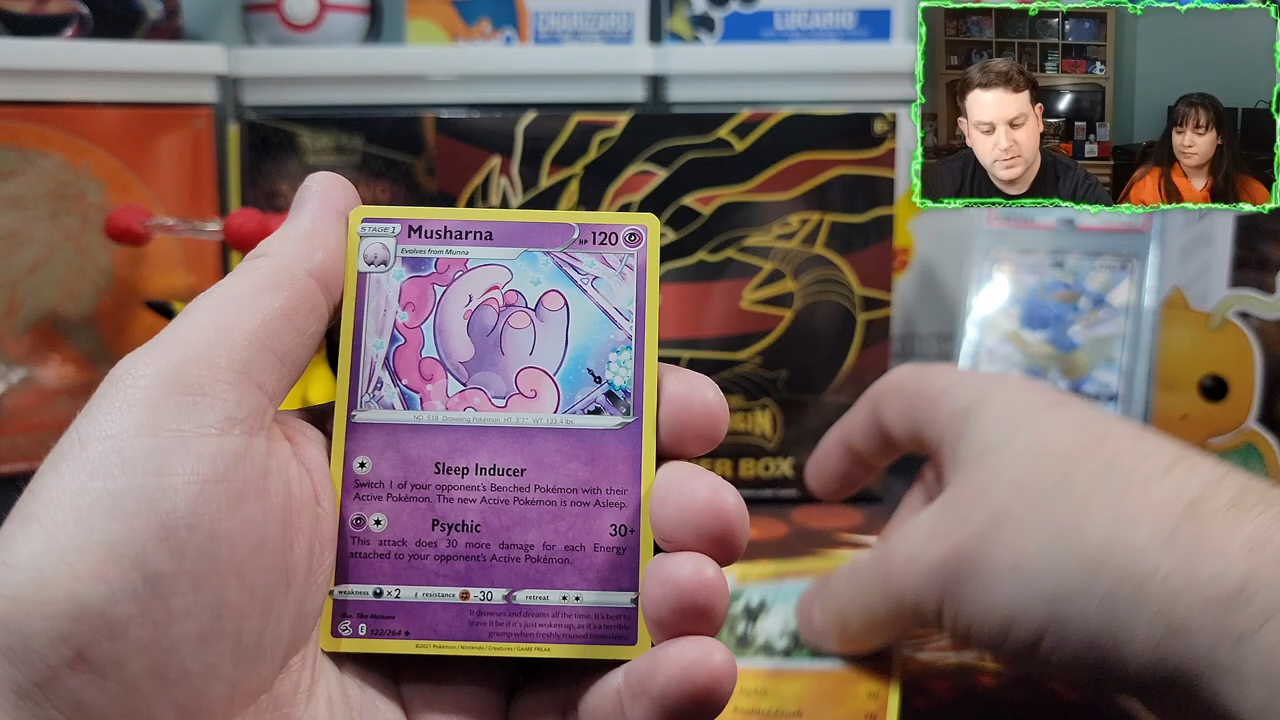 CHARIZARD
LUCARIO
STAGE 1
Musharna
HP 120
Evolves from Munna
NO. 518 Drowsing Pokémon HT: 3'7" WT: 133.4 lbs.
Sleep Inducer
Switch 1 of your opponent's Benched Pokémon with their
Active Pokémon. The new Active Pokémon is now Asleep.
Psychic 30+
This attack does 30 more damage for each Energy
attached to your opponent's Active Pokémon.
weakness ×2 resistance -30 retreat
It drowses and dreams all the time. It's best to
leave it be if it's just woken up, as it's a terrible
grump when freshly roused from sleep!
E 122/264
©2021 Pokémon / Nintendo / Creatures / GAME FREAK
BOX